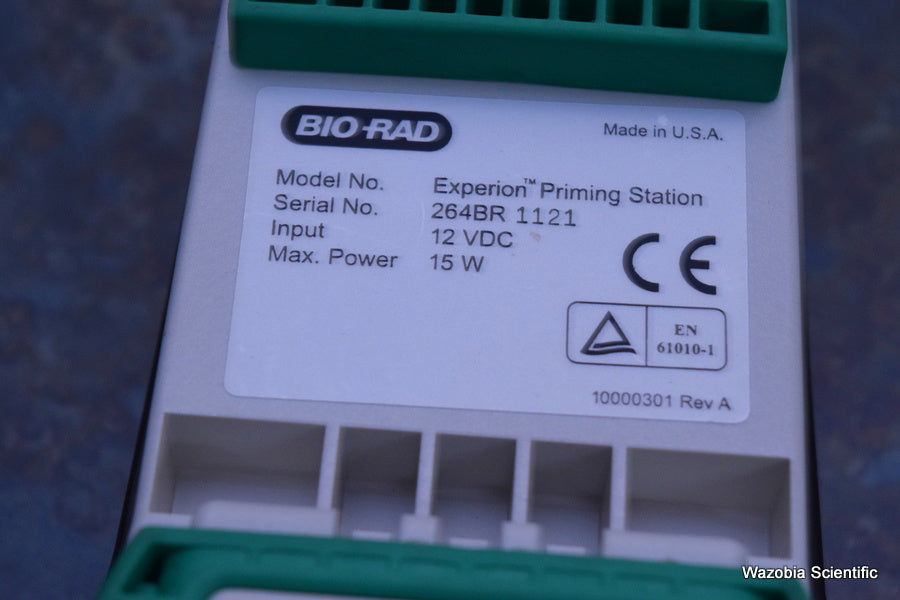 BIO-RAD
Made in U.S.A.
Model No. Experion™ Priming Station
Serial No. 264BR 1121
Input 12 VDC
Max. Power 15 W
CE
EN
61010-1
10000301 Rev A
Wazobia Scientific